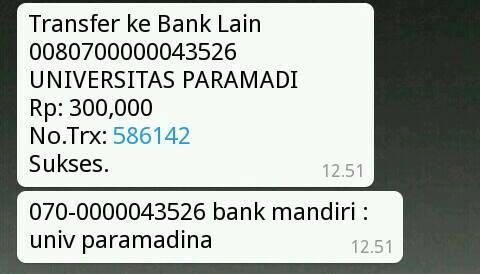 Transfer ke Bank Lain
0080700000043526
UNIVERSITAS PARAMADI
Rp: 300,000
No.Trx: 586142
Sukses.
12.51
070-0000043526 bank mandiri :
univ paramadina
12.51